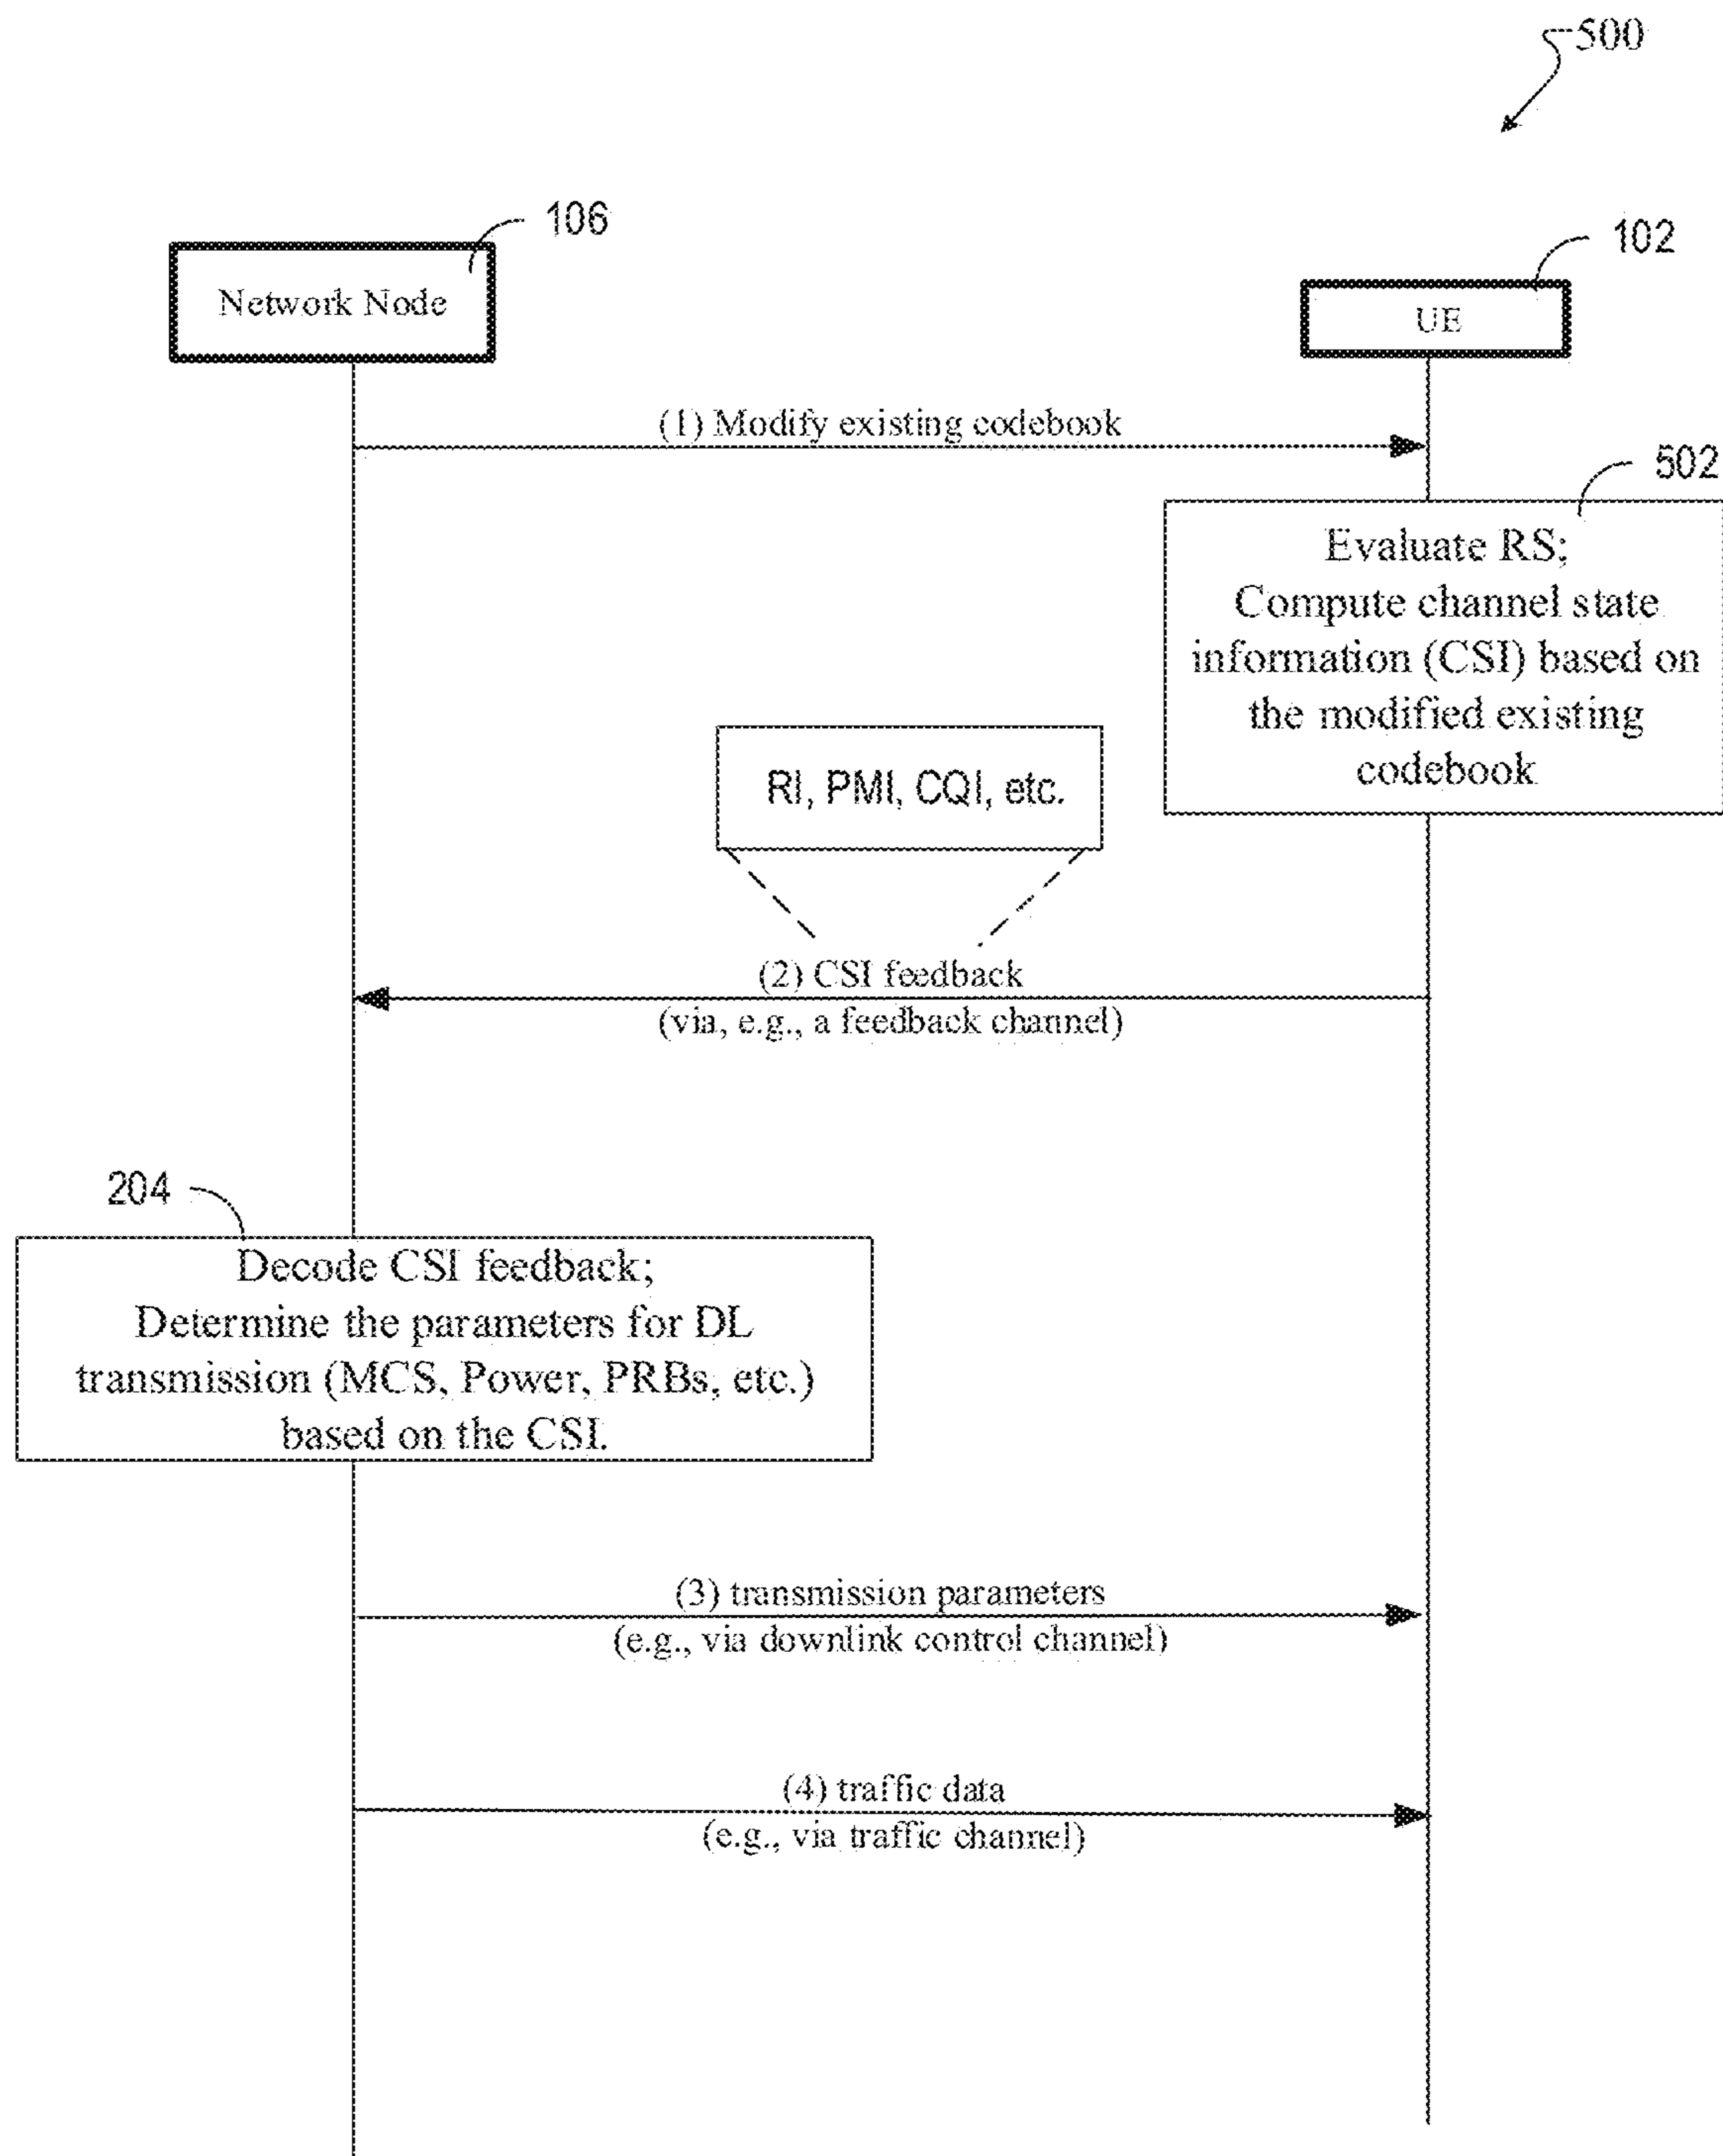 500
106
Network Node
102
UE
(1) Modify existing codebook
502
Evaluate RS;
Compute channel state
information (CSI) based on
the modified existing
codebook
RI, PMI, CQI, etc.
(2) CSI feedback
(via, e.g., a feedback channel)
204
Decode CSI feedback;
Determine the parameters for DL
transmission (MCS, Power, PRBs, etc.)
based on the CSI.
(3) transmission parameters
(e.g., via downlink control channel)
(4) traffic data
(e.g., via traffic channel)